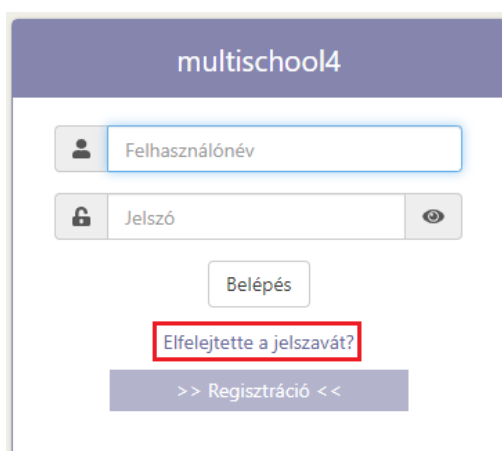 multischool4
Felhasználónév
Jelszó
Belépés
Elfelejtette a jelszavát?
>> Regisztráció <<